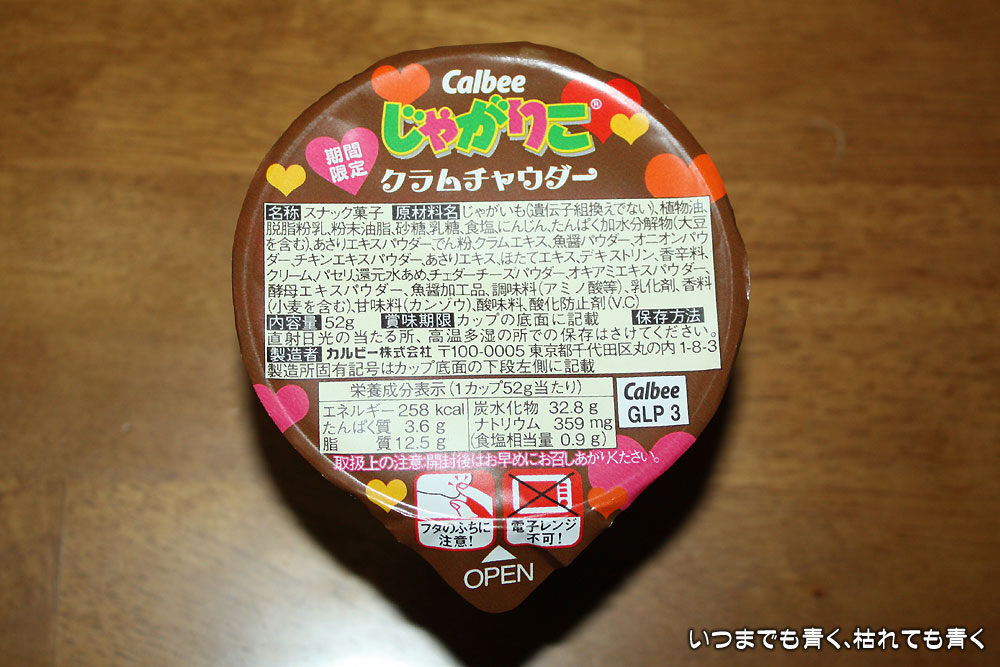 Calbee
じゃがりこ®
期間
限定
クラムチャウダー
名称 スナック菓子 原材料名 じゃがいも(遺伝子組換えでない)、植物油、
脱脂粉乳、粉末油脂、砂糖、乳糖、食塩、にんじん、たんぱく加水分解物(大豆
を含む)、あさりエキスパウダー、でん粉、クラムエキス、魚醤パウダー、オニオンパウ
ダー、チキンエキスパウダー、あさりエキス、ほたてエキス、デキストリン、香辛料、
クリーム、パセリ、還元水あめ、チェダーチーズパウダー、オキアミエキスパウダー、
酵母エキスパウダー、魚醤加工品、調味料(アミノ酸等)、乳化剤、香料
(小麦を含む)、甘味料(カンゾウ)、酸味料、酸化防止剤(V.C)
内容量 52g 賞味期限 カップの底面に記載 保存方法
直射日光の当たる所、高温多湿の所での保存はさけてください。
製造者 カルビー株式会社 〒100-0005 東京都千代田区丸の内1-8-3
製造所固有記号はカップ底面の下段左側に記載
栄養成分表示(1カップ52g当たり)
エネルギー 258 kcal 炭水化物 32.8 g
たんぱく質 3.6 g ナトリウム 359 mg
脂質 12.5 g (食塩相当量 0.9 g)
Calbee
GLP 3
取扱上の注意:開封後はお早めにお召しあがりください。
フタのふちに
注意!
電子レンジ
不可!
OPEN
いつまでも青く、枯れても青く